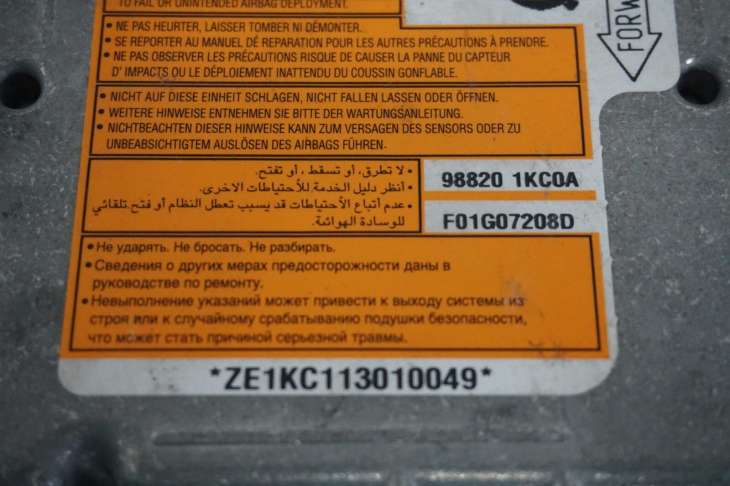 TO FAIL OR UNINTENDED AIRBAG DEPLOYMENT.
• NE PAS HEURTER, LAISSER TOMBER NI DÉMONTER.
• SE REPORTER AU MANUEL DE RÉPARATION POUR LES AUTRES PRÉCAUTIONS À PRENDRE.
• NE PAS OBSERVER LES PRÉCAUTIONS RISQUE DE CAUSER LA PANNE DU CAPTEUR
D' IMPACTS OU LE DÉPLOIEMENT INATTENDU DU COUSSIN GONFLABLE.
• NICHT AUF DIESE EINHEIT SCHLAGEN, NICHT FALLEN LASSEN ODER ÖFFNEN.
• WEITERE HINWEISE ENTNEHMEN SIE BITTE DER WARTUNGSANLEITUNG.
• NICHTBEACHTEN DIESER HINWEISE KANN ZUM VERSAGEN DES SENSORS ODER ZU
UNBEABSICHTIGTEM AUSLÖSEN DES AIRBAGS FÜHREN.
• لا تطرق، أو تسقط ، أو تفتح.
• أنظر دليل الخدمة للأحتياطات الاخرى.
• عدم أتباع الأحتياطات قد يسبب تعطل النظام أو فتح تلقائي
للوسادة الهوائية.
98820 1KC0A
F01G07208D
• Не ударять. Не бросать. Не разбирать.
• Сведения о других мерах предосторожности даны в
руководстве по ремонту.
• Невыполнение указаний может привести к выходу системы из
строя или к случайному срабатыванию подушки безопасности,
что может стать причиной серьезной травмы.
*ZE1KC113010049*